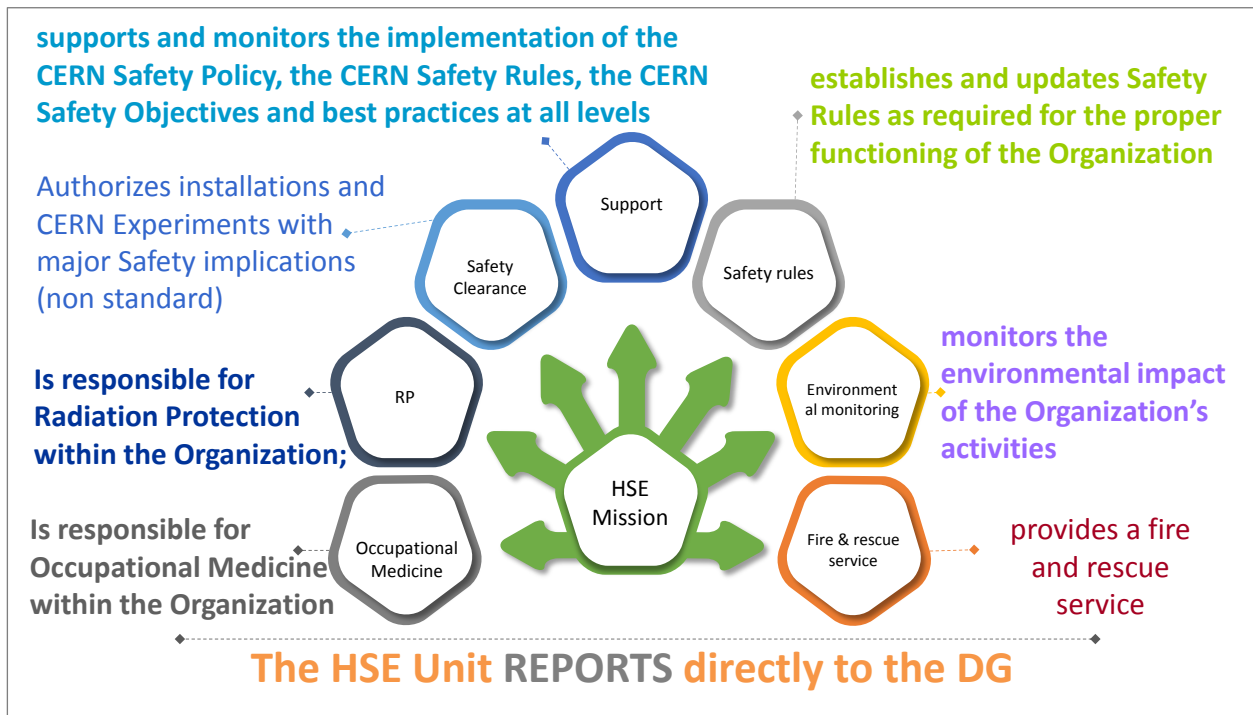 supports and monitors the implementation of the
CERN Safety Policy, the CERN Safety Rules, the CERN
Safety Objectives and best practices at all levels
establishes and updates Safety
Rules as required for the proper
functioning of the Organization
Authorizes installations and
CERN Experiments with
major Safety implications
(non standard)
Support
Safety
Clearance
Safety rules
Is responsible for
Radiation Protection
within the Organization;
RP
Environment
al monitoring
monitors the
environmental impact
of the Organization’s
activities
HSE
Mission
Is responsible for
Occupational Medicine
within the Organization
Occupational
Medicine
Fire & rescue
service
provides a fire
and rescue
service
The HSE Unit REPORTS directly to the DG